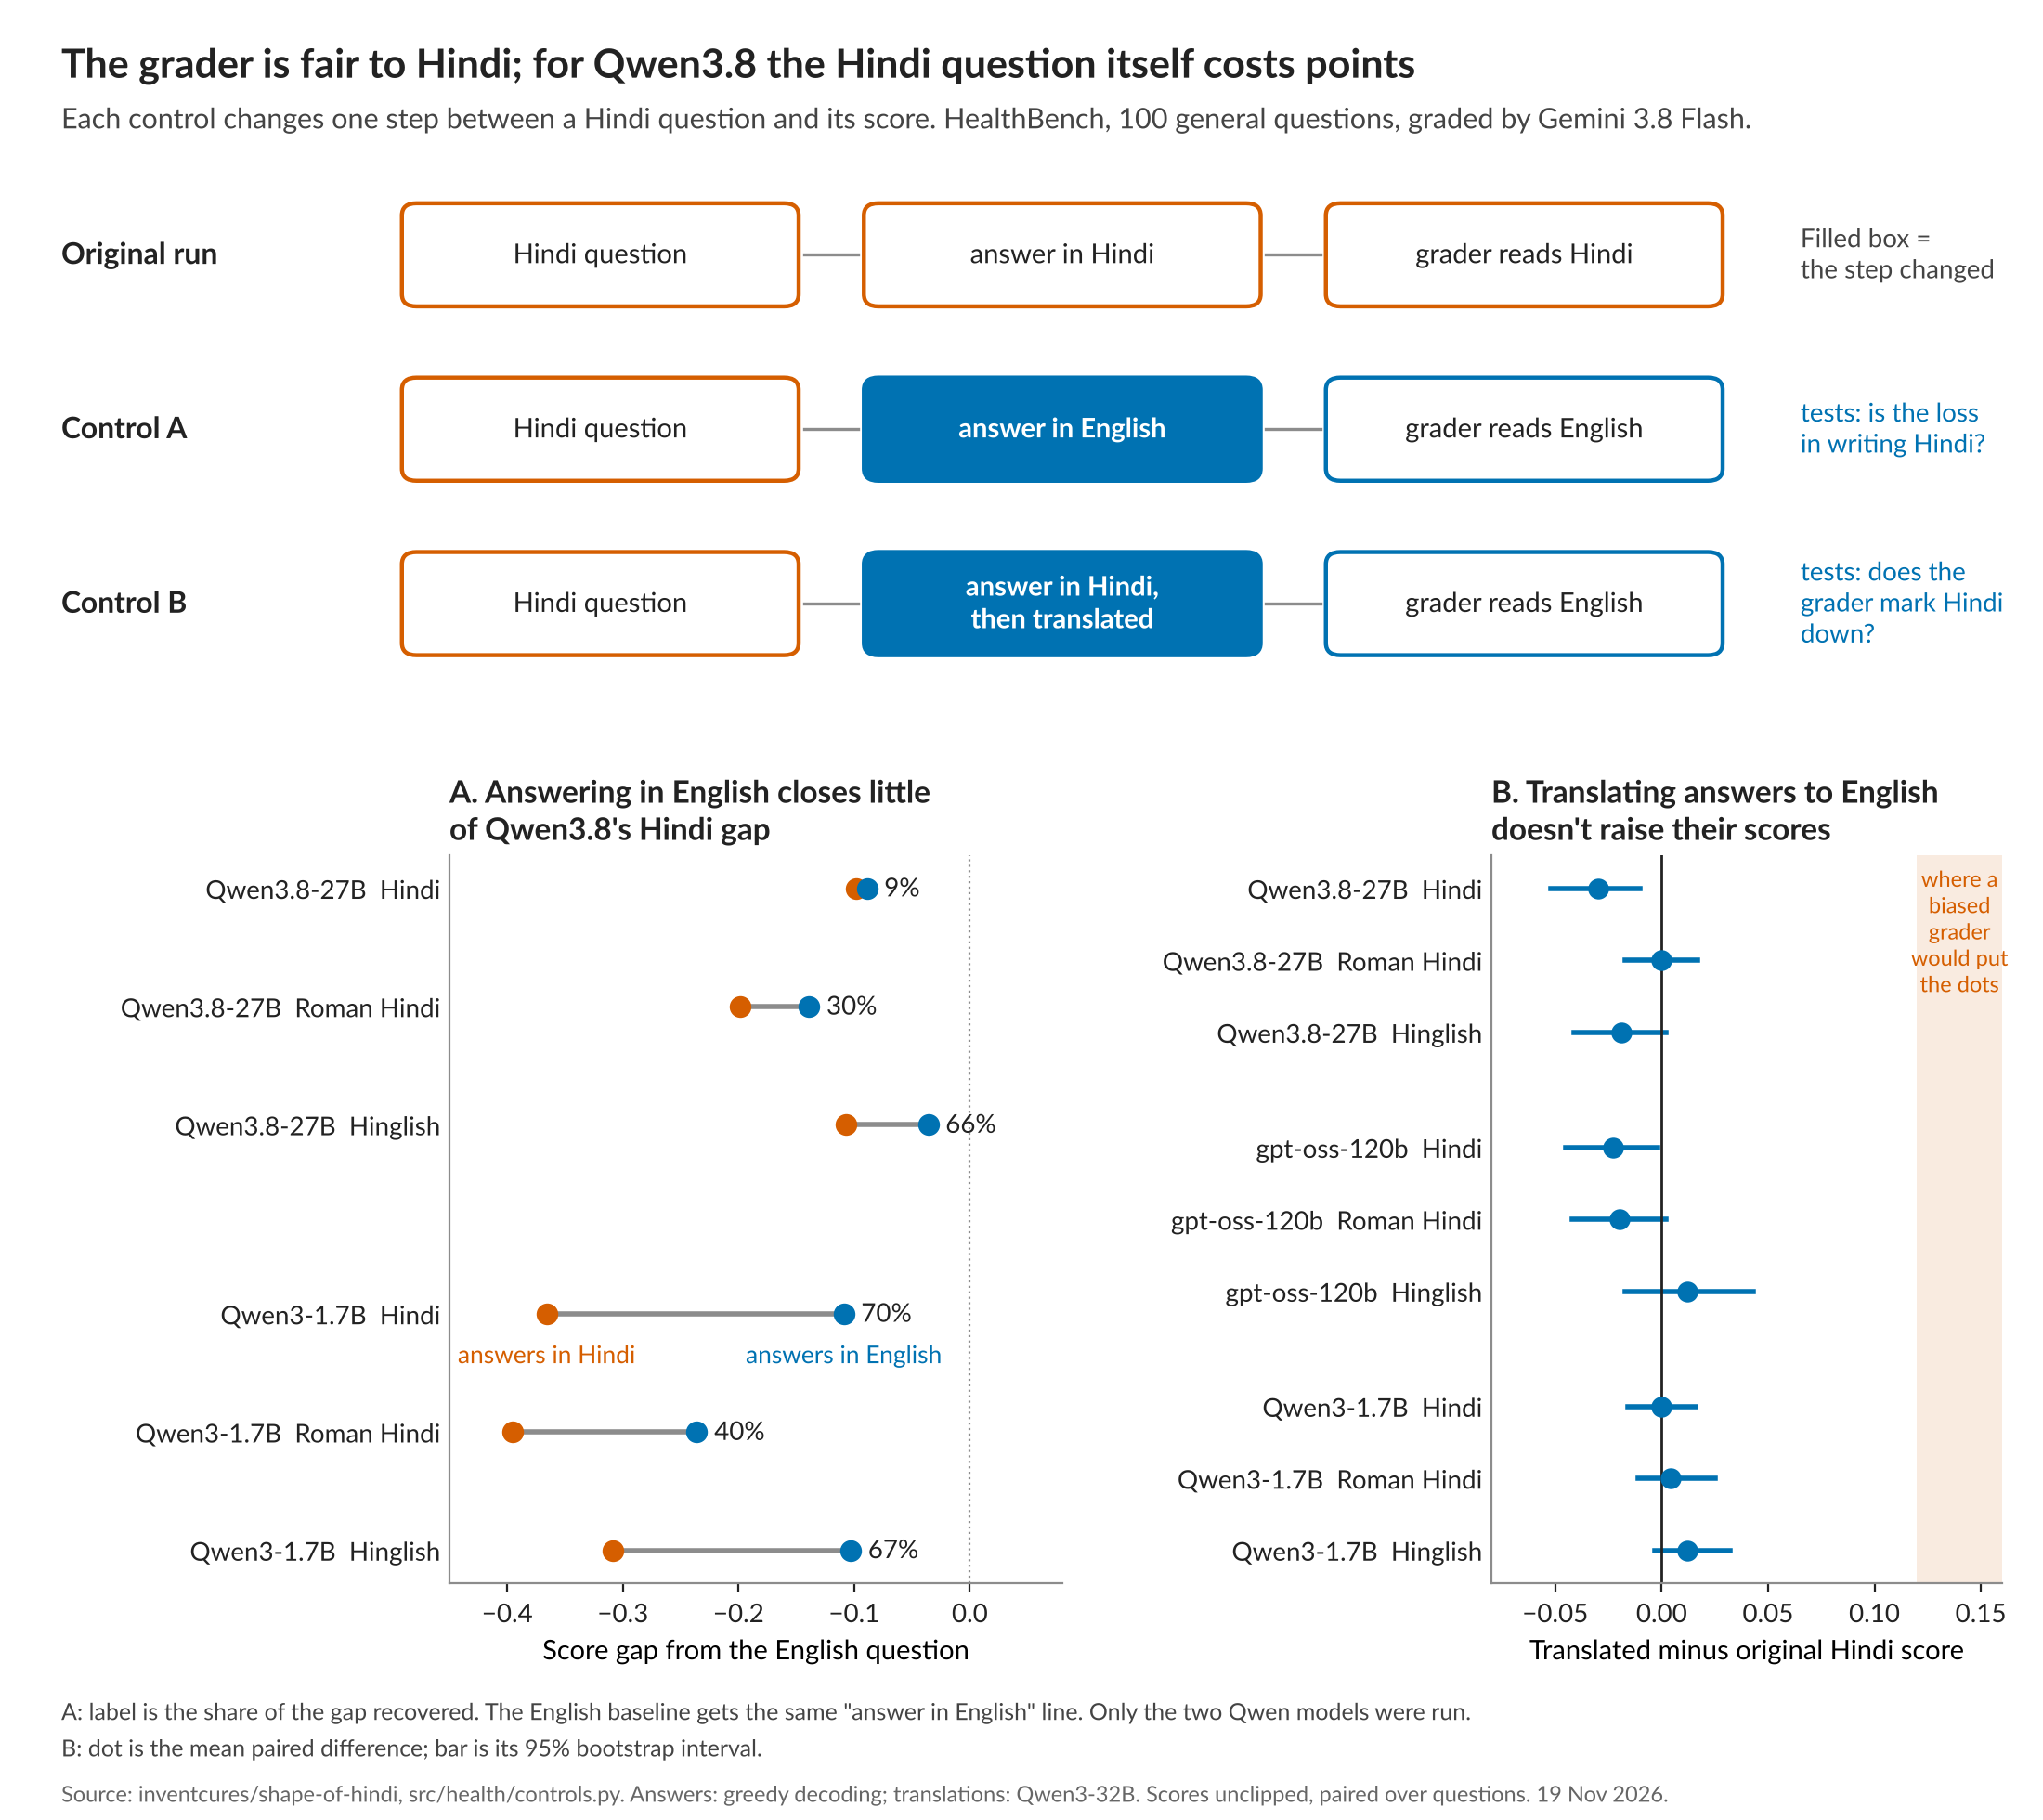 The grader is fair to Hindi; for Qwen3.8 the Hindi question itself costs points
Each control changes one step between a Hindi question and its score. HealthBench, 100 general questions, graded by Gemini 3.8 Flash.
Original run
Hindi question
answer in Hindi
grader reads Hindi
Filled box =
the step changed
Control A
Hindi question
answer in English
grader reads English
tests: is the loss
in writing Hindi?
Control B
Hindi question
answer in Hindi,
then translated
grader reads English
tests: does the
grader mark Hindi
down?
A. Answering in English closes little
of Qwen3.8's Hindi gap
Qwen3.8-27B Hindi
9%
Qwen3.8-27B Roman Hindi
30%
Qwen3.8-27B Hinglish
66%
Qwen3-1.7B Hindi
70%
answers in Hindi
answers in English
Qwen3-1.7B Roman Hindi
40%
Qwen3-1.7B Hinglish
67%
−0.4
−0.3
−0.2
−0.1
0.0
Score gap from the English question
B. Translating answers to English
doesn't raise their scores
Qwen3.8-27B Hindi
Qwen3.8-27B Roman Hindi
Qwen3.8-27B Hinglish
gpt-oss-120b Hindi
gpt-oss-120b Roman Hindi
gpt-oss-120b Hinglish
Qwen3-1.7B Hindi
Qwen3-1.7B Roman Hindi
Qwen3-1.7B Hinglish
where a
biased
grader
would put
the dots
−0.05
0.00
0.05
0.10
0.15
Translated minus original Hindi score
A: label is the share of the gap recovered. The English baseline gets the same "answer in English" line. Only the two Qwen models were run.
B: dot is the mean paired difference; bar is its 95% bootstrap interval.
Source: inventcures/shape-of-hindi, src/health/controls.py. Answers: greedy decoding; translations: Qwen3-32B. Scores unclipped, paired over questions. 19 Nov 2026.